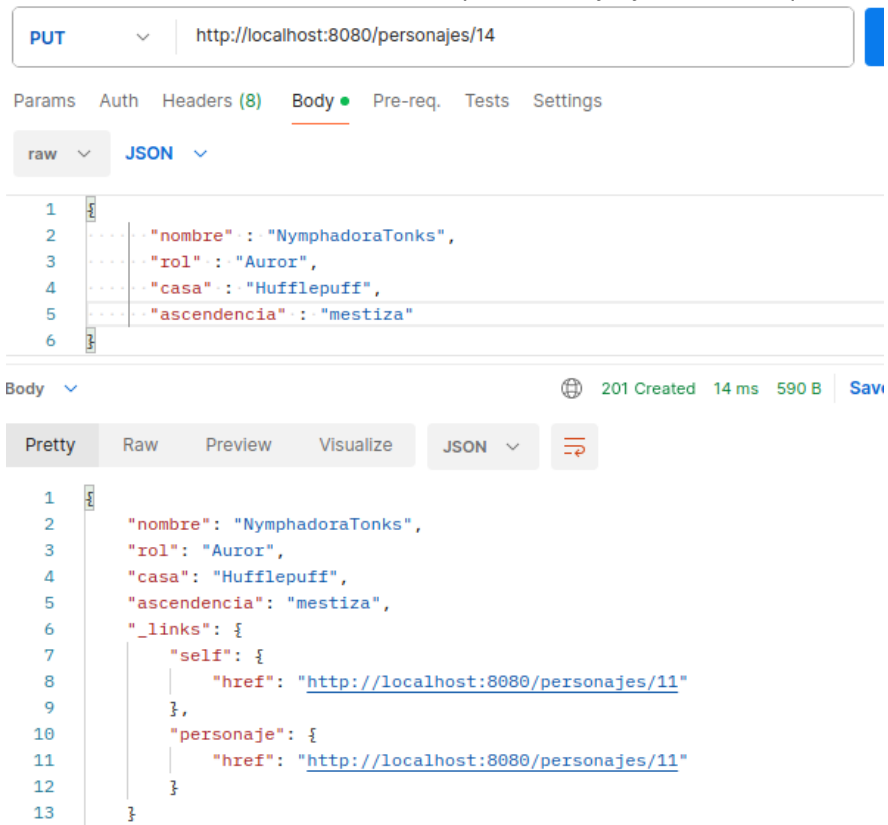 PUT http://localhost:8080/personajes/14
Params Auth Headers (8) Body Pre-req. Tests Settings
raw JSON
1 {
2 "nombre" : "NymphadoraTonks",
3 "rol" : "Auror",
4 "casa" : "Hufflepuff",
5 "ascendencia" : "mestiza"
6 }
Body 201 Created 14 ms 590 B Save
Pretty Raw Preview Visualize JSON
1 {
2 "nombre": "NymphadoraTonks",
3 "rol": "Auror",
4 "casa": "Hufflepuff",
5 "ascendencia": "mestiza",
6 "_links": {
7 "self": {
8 "href": "http://localhost:8080/personajes/11"
9 },
10 "personaje": {
11 "href": "http://localhost:8080/personajes/11"
12 }
13 }